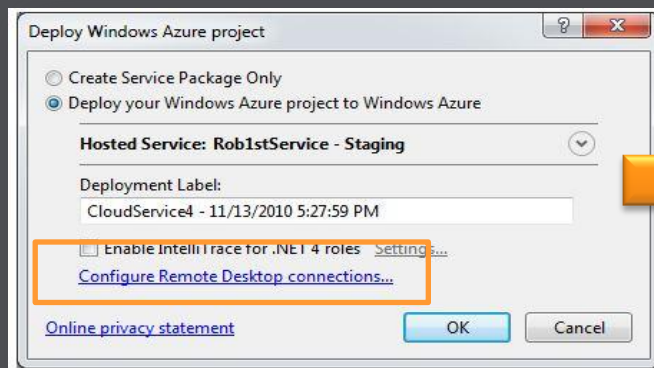 Deploy Windows Azure project
Create Service Package Only
Deploy your Windows Azure project to Windows Azure
Hosted Service: Rob1stService - Staging
Deployment Label:
CloudService4 - 11/13/2010 5:27:59 PM
Enable IntelliTrace for .NET 4 roles Settings...
Configure Remote Desktop connections...
Online privacy statement OK Cancel